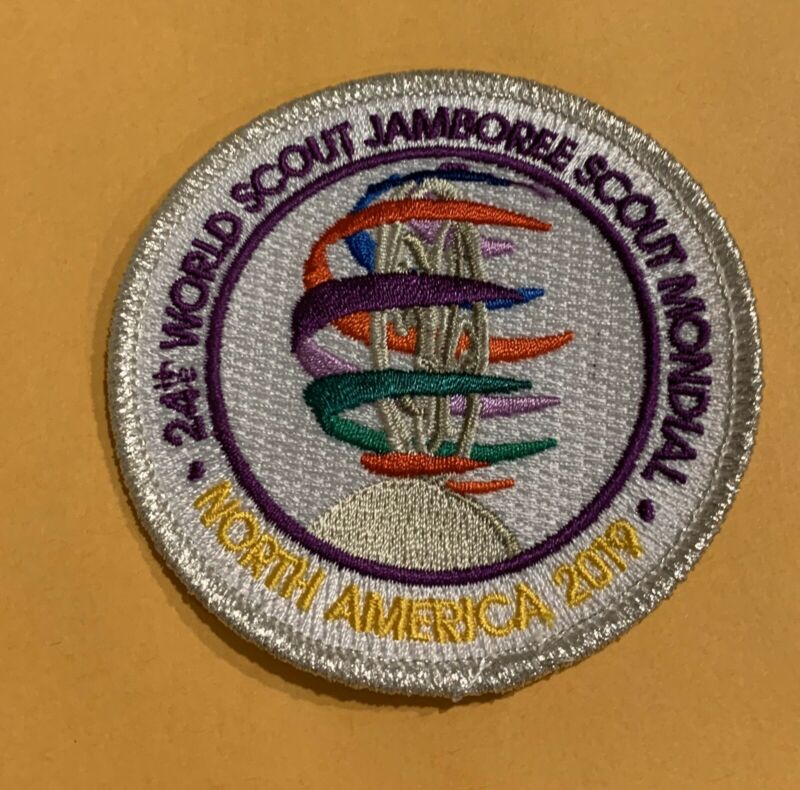 • 24th WORLD SCOUT JAMBOREE SCOUT MONDIAL •
NORTH AMERICA 2019